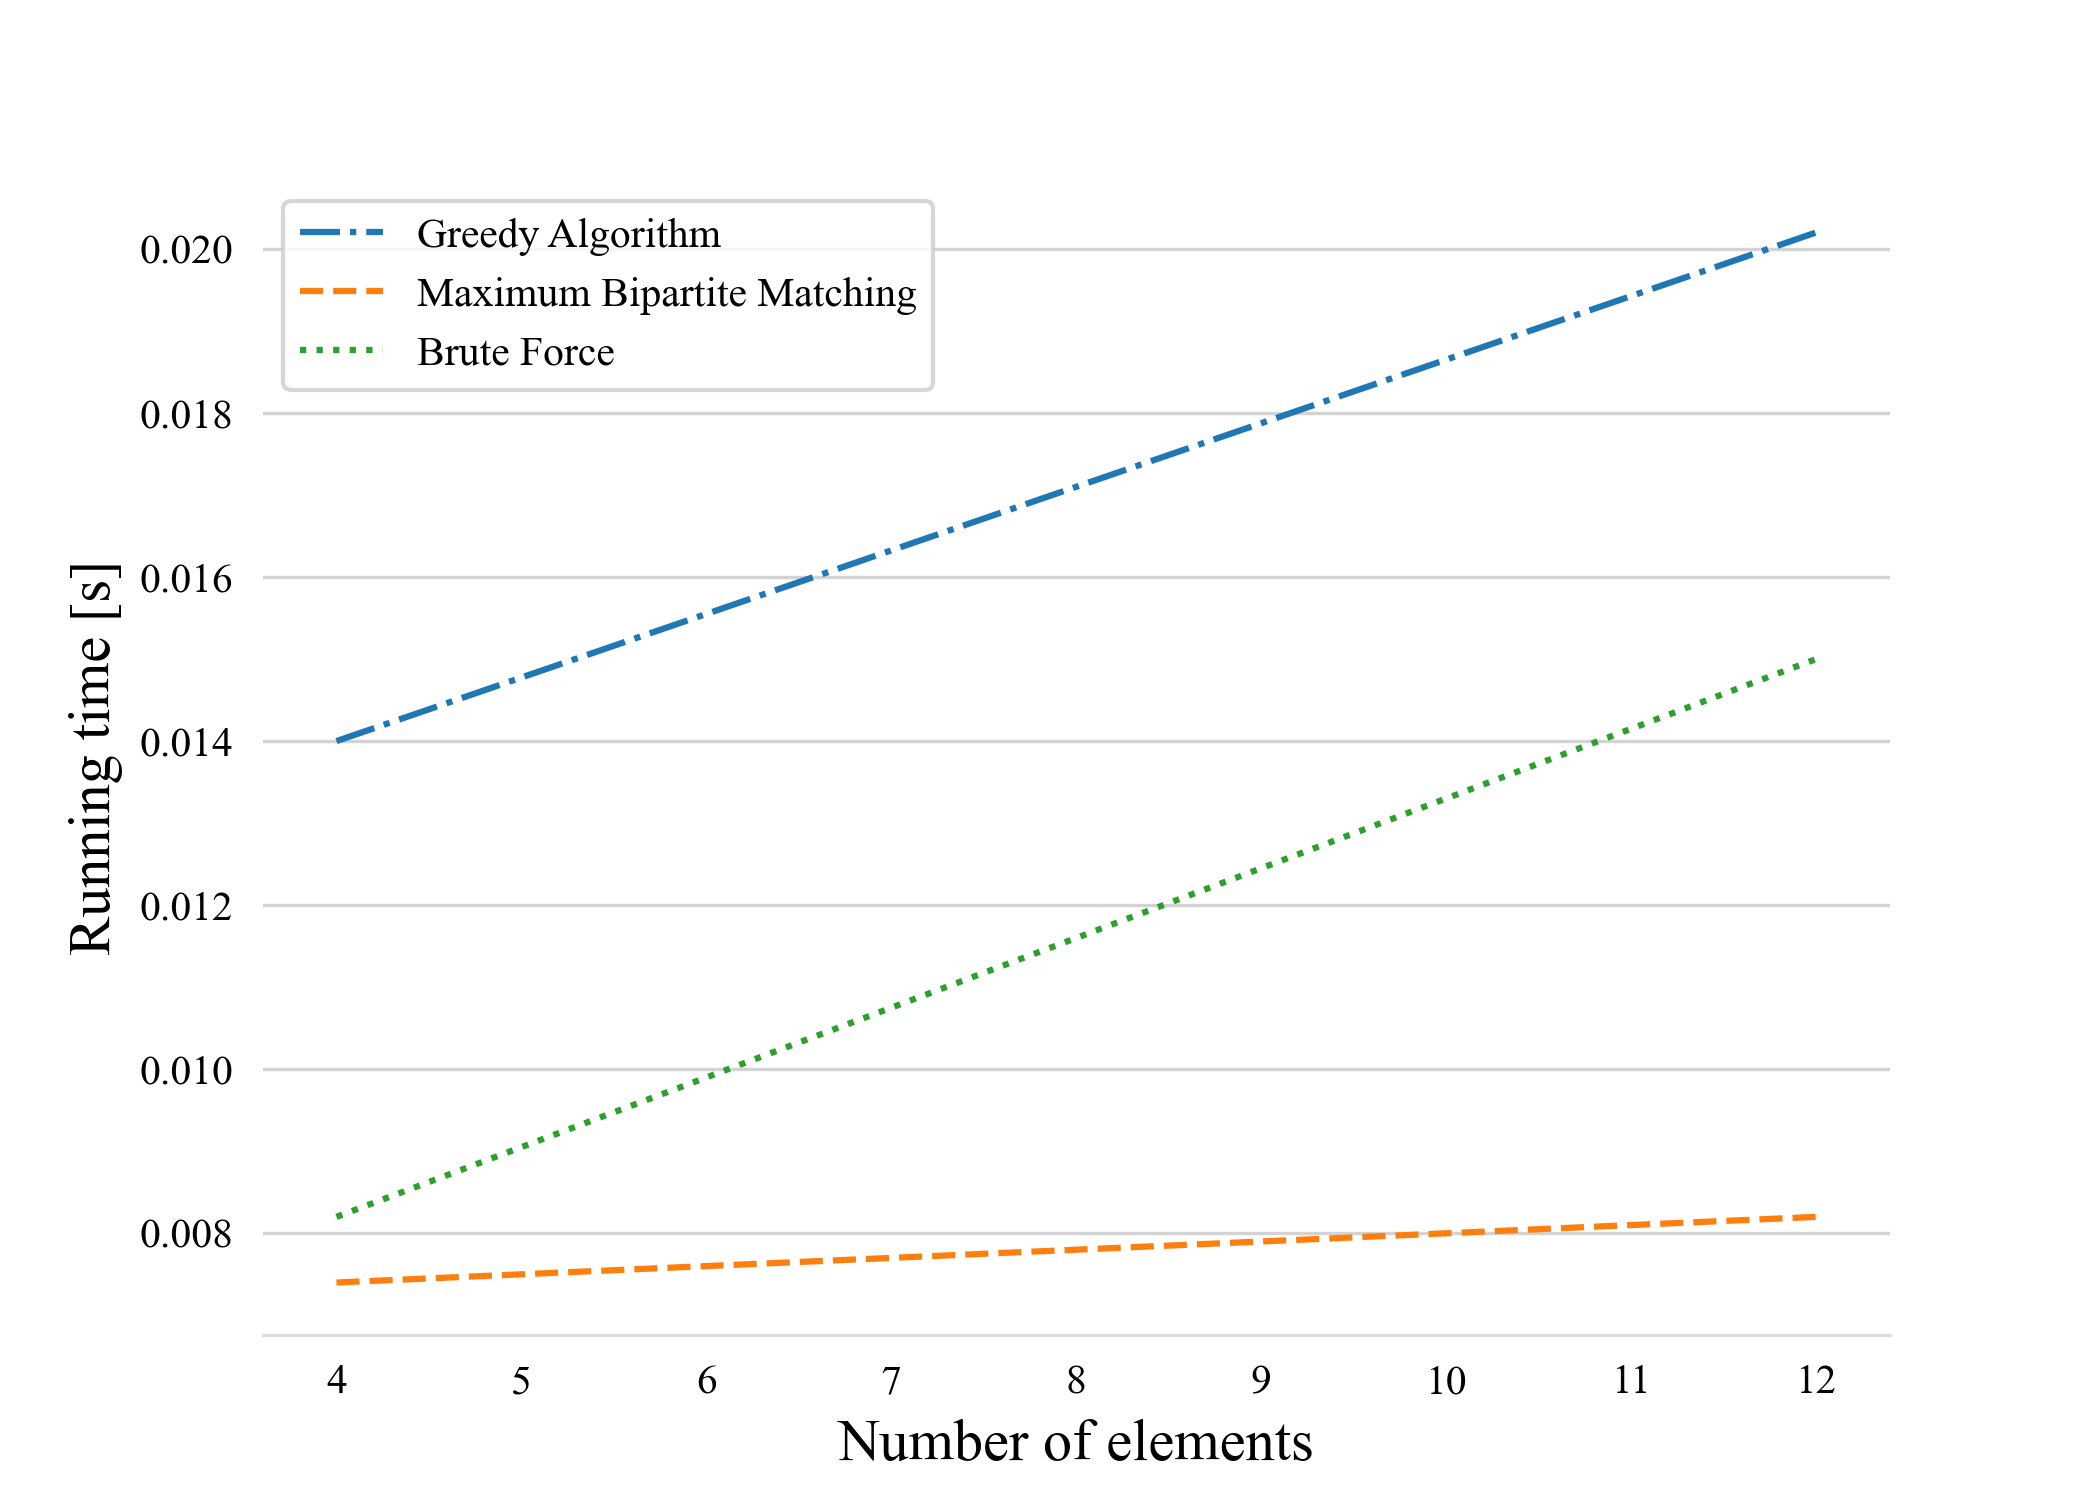 Greedy Algorithm
Maximum Bipartite Matching
Brute Force
0.020
0.018
0.016
0.014
0.012
0.010
0.008
Running time [s]
4 5 6 7 8 9 10 11 12
Number of elements